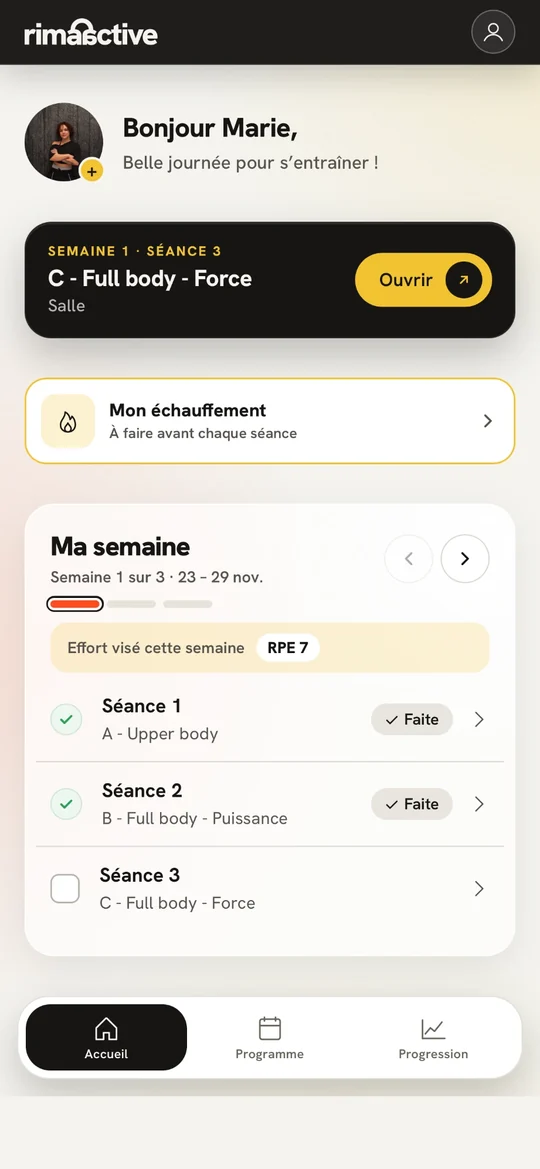 rimaactive
Bonjour Marie,
Belle journée pour s’entraîner !
SEMAINE 1 · SÉANCE 3
C - Full body - Force
Salle
Ouvrir
Mon échauffement
À faire avant chaque séance
Ma semaine
Semaine 1 sur 3 · 23 – 29 nov.
Effort visé cette semaine RPE 7
Séance 1
A - Upper body
Faite
Séance 2
B - Full body - Puissance
Faite
Séance 3
C - Full body - Force
Accueil
Programme
Progression